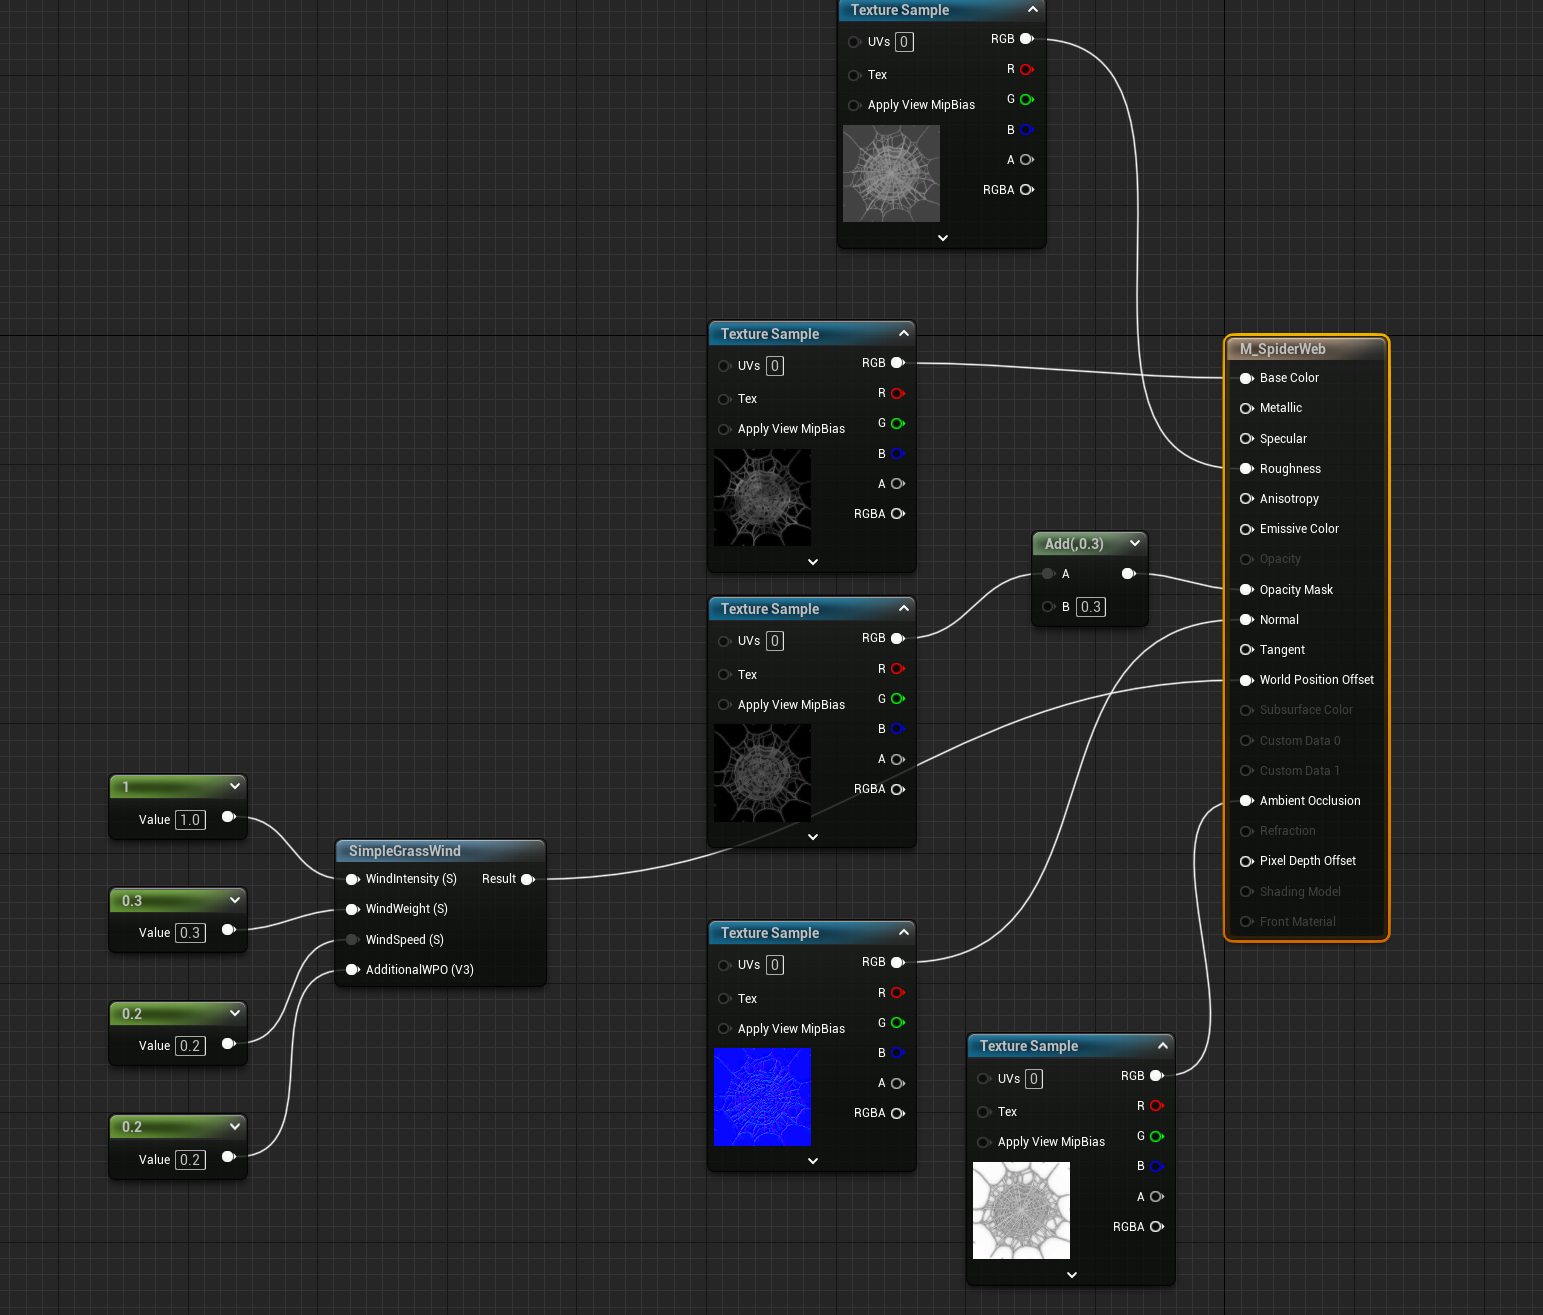 Texture Sample
UVs 0
RGB
R
Tex
G
Apply View MipBias
B
A
RGBA
Texture Sample
UVs 0
RGB
R
Tex
G
Apply View MipBias
B
A
RGBA
Add(,0.3)
A
B 0.3
Texture Sample
UVs 0
RGB
R
Tex
G
Apply View MipBias
B
A
RGBA
M_SpiderWeb
Base Color
Metallic
Specular
Roughness
Anisotropy
Emissive Color
Opacity
Opacity Mask
Normal
Tangent
World Position Offset
Subsurface Color
Custom Data 0
Custom Data 1
Ambient Occlusion
Refraction
Pixel Depth Offset
Shading Model
Front Material
1
Value 1.0
0.3
Value 0.3
0.2
Value 0.2
0.2
Value 0.2
SimpleGrassWind
WindIntensity (S) Result
WindWeight (S)
WindSpeed (S)
AdditionalWPO (V3)
Texture Sample
UVs 0
RGB
R
Tex
G
Apply View MipBias
B
A
RGBA
Texture Sample
UVs 0
RGB
R
Tex
G
Apply View MipBias
B
A
RGBA